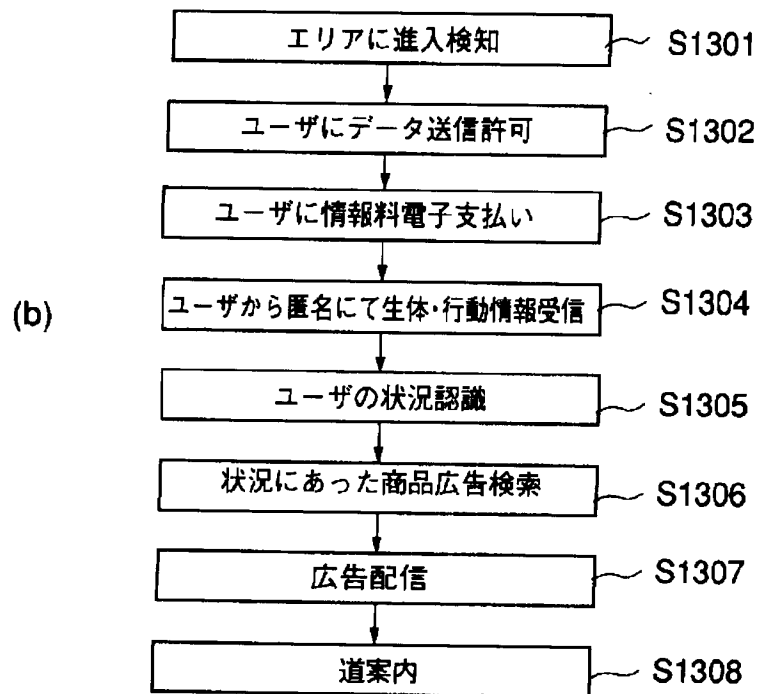 エリアに進入検知 S1301
ユーザにデータ送信許可 S1302
ユーザに情報料電子支払い S1303
(b) ユーザから匿名にて生体・行動情報受信 S1304
ユーザの状況認識 S1305
状況にあった商品広告検索 S1306
広告配信 S1307
道案内 S1308